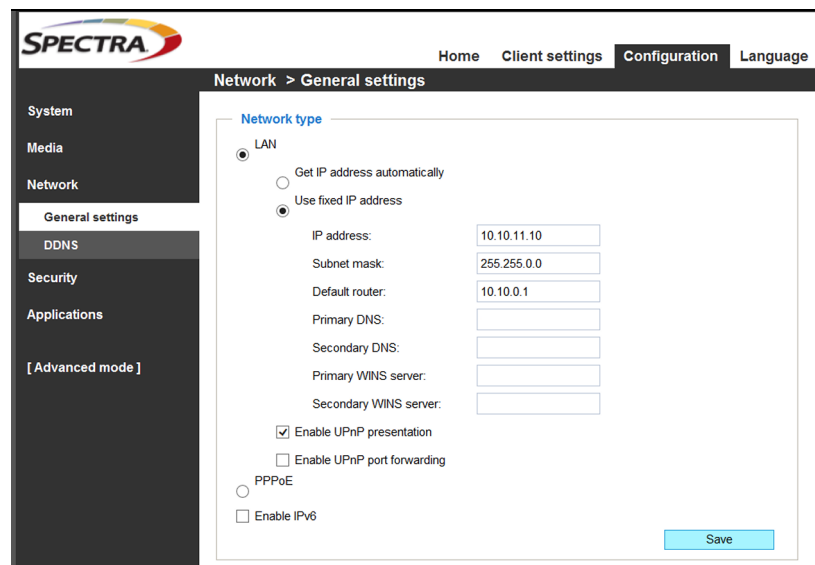 SPECTRA
Home Client settings Configuration Language
Network > General settings
System
Media
Network
General settings
DDNS
Security
Applications
[ Advanced mode ]
Network type
LAN
Get IP address automatically
Use fixed IP address
IP address: 10.10.11.10
Subnet mask: 255.255.0.0
Default router: 10.10.0.1
Primary DNS:
Secondary DNS:
Primary WINS server:
Secondary WINS server:
Enable UPnP presentation
Enable UPnP port forwarding
PPPoE
Enable IPv6
Save